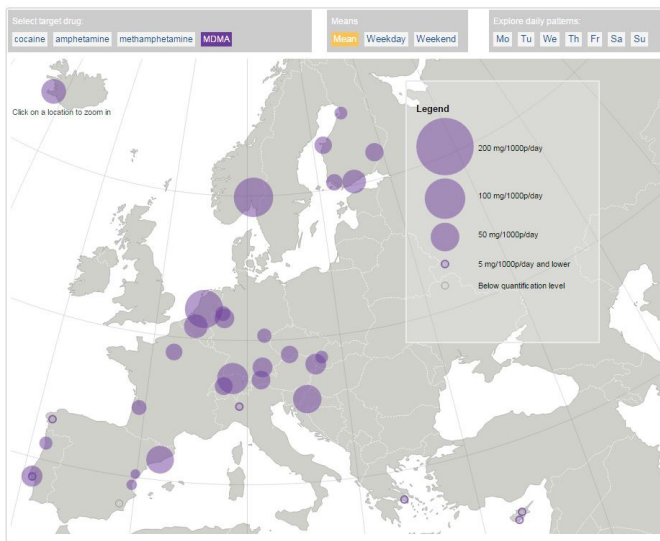 Select target drug:
cocaine amphetamine methamphetamine MDMA
Means
Mean Weekday Weekend
Explore daily patterns:
Mo Tu We Th Fr Sa Su
Click on a location to zoom in
Legend
200 mg/1000p/day
100 mg/1000p/day
50 mg/1000p/day
5 mg/1000p/day and lower
Below quantification level